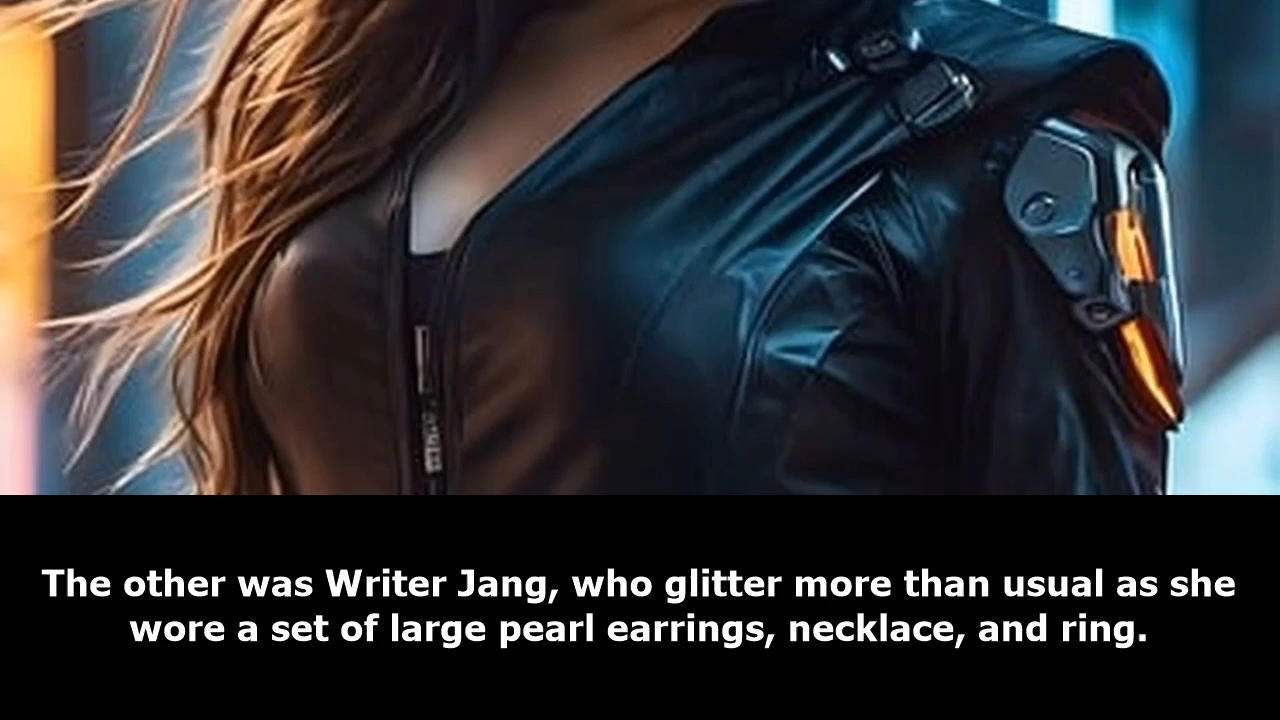 The other was Writer Jang, who glitter more than usual as she
wore a set of large pearl earrings, necklace, and ring.